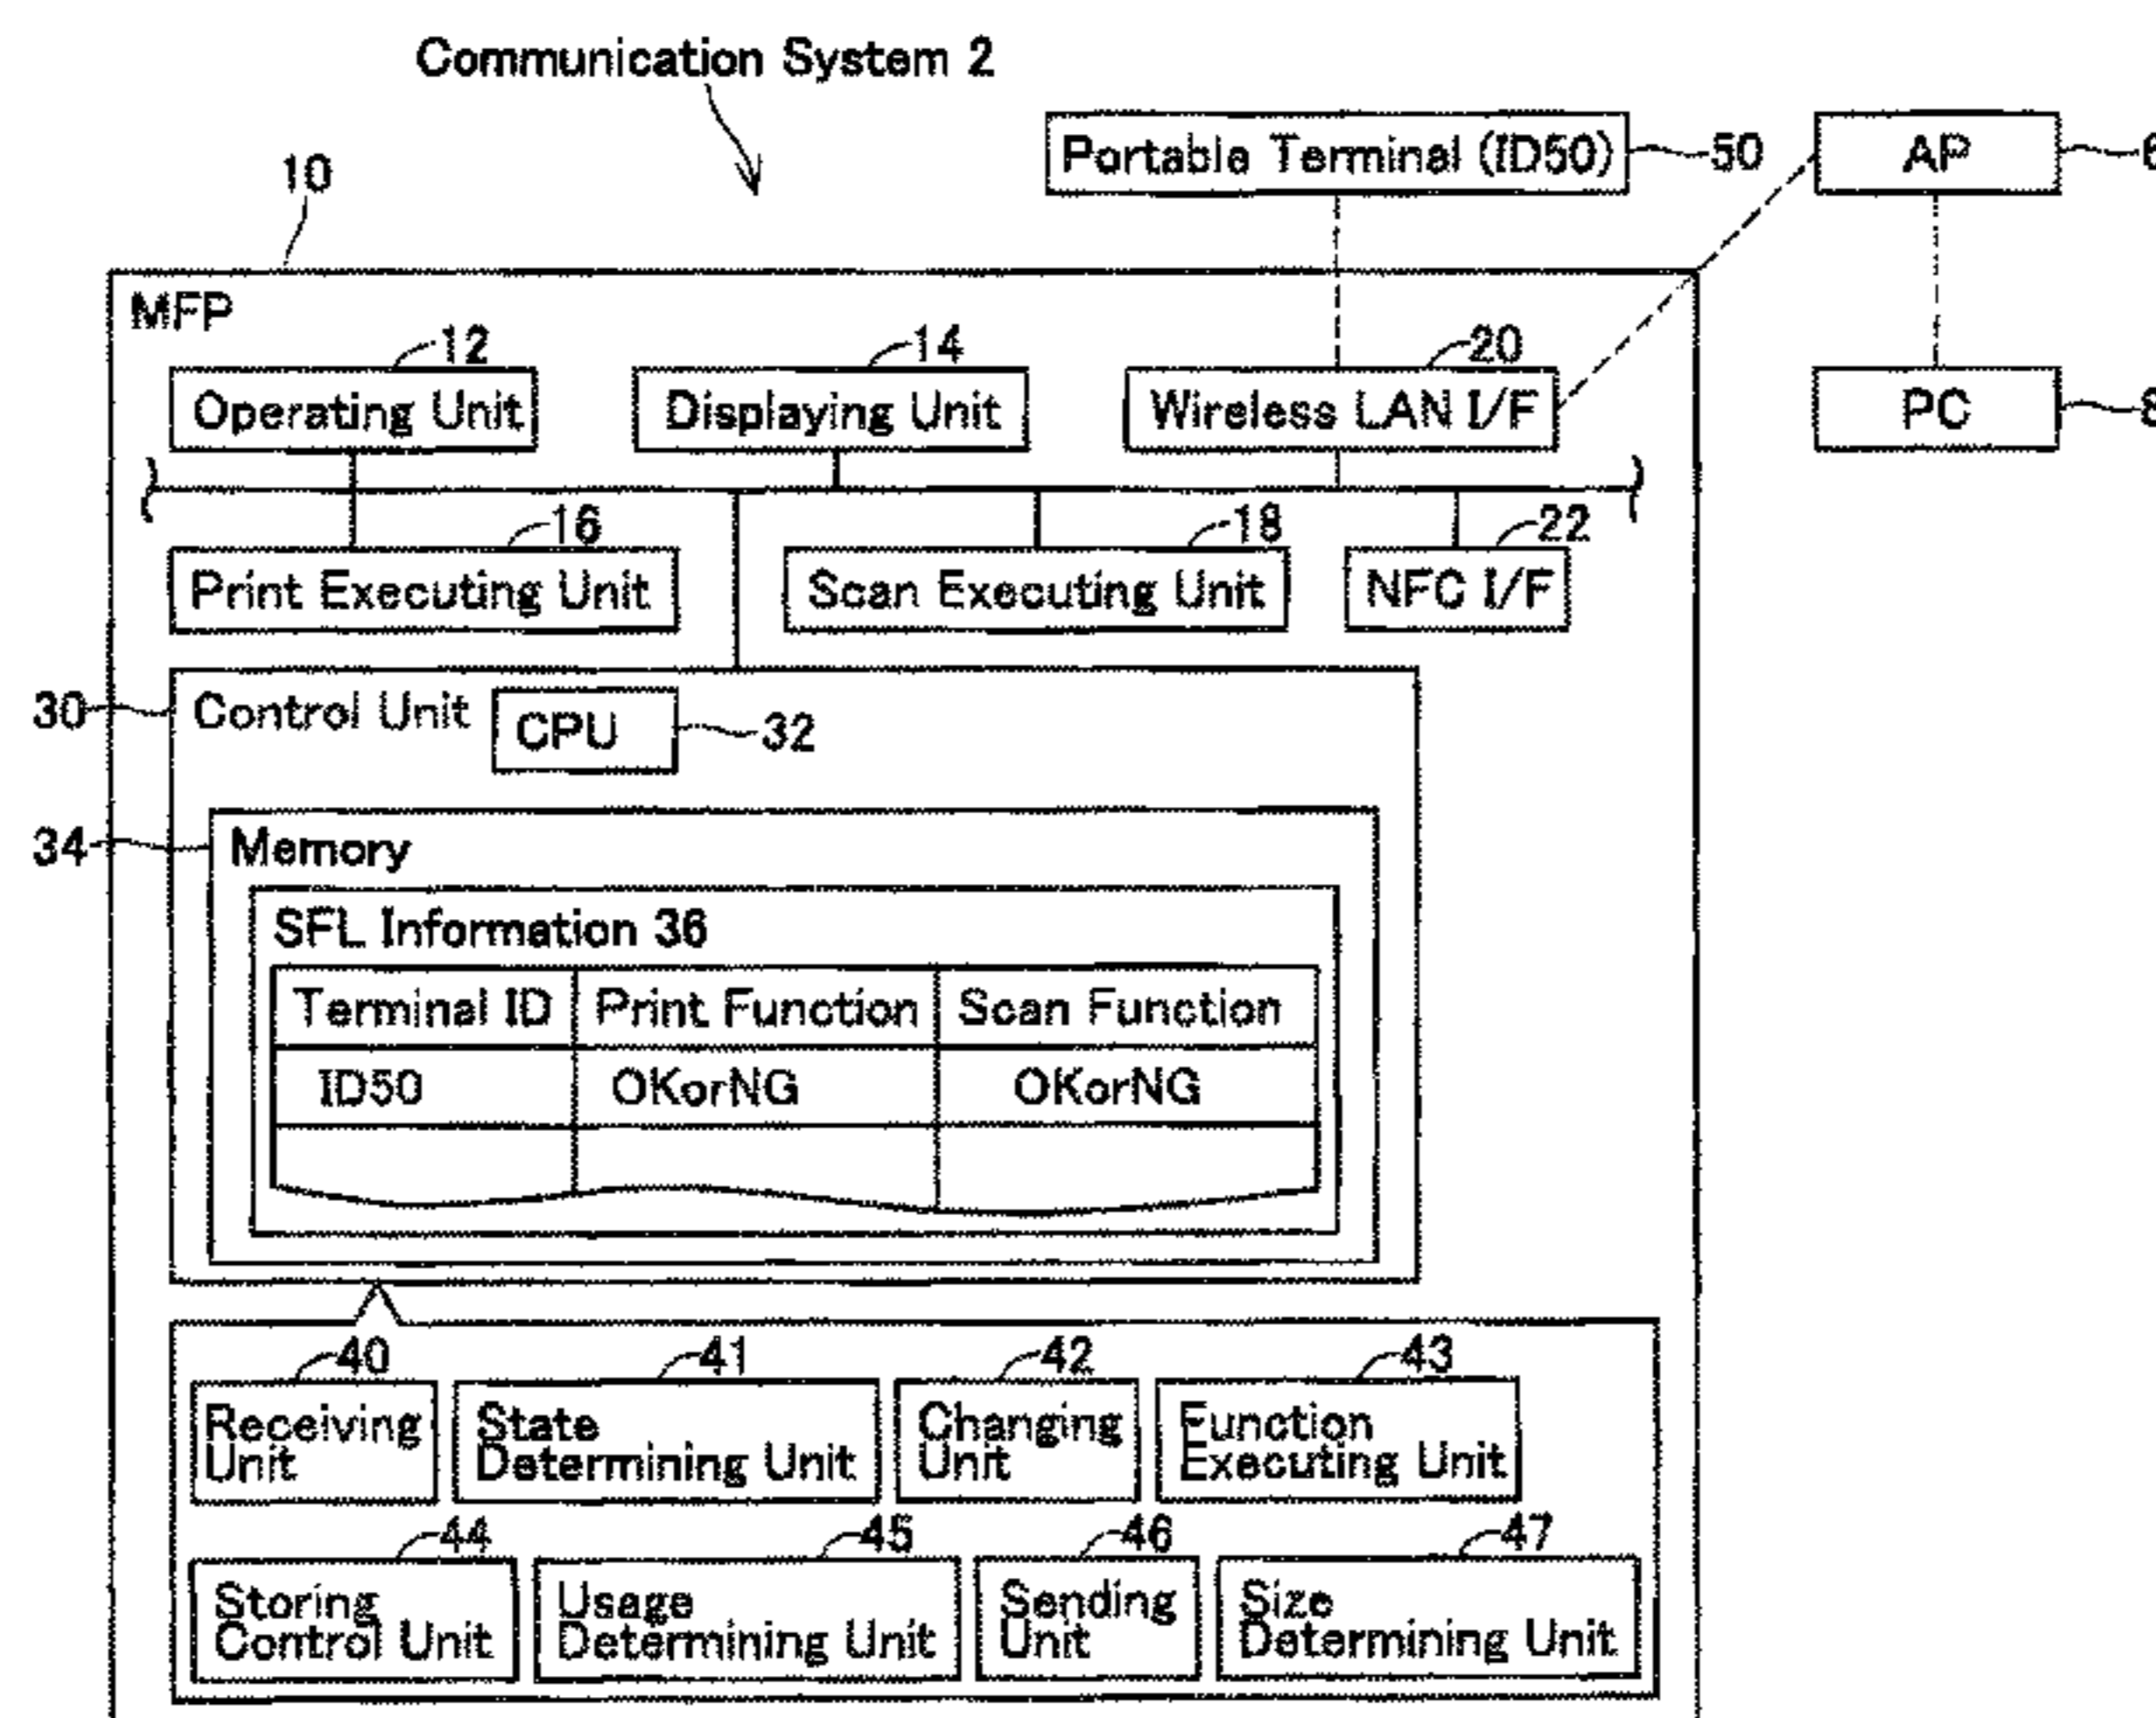 Communication System 2
Portable Terminal (ID50) 50
AP 6
10
MFP
12 14 20
Operating Unit Displaying Unit Wireless LAN I/F
PC 8
16 18 22
Print Executing Unit Scan Executing Unit NFC I/F
30 Control Unit CPU 32
34 Memory
SFL Information 36
Terminal ID Print Function Scan Function
ID50 OKorNG OKorNG
40 41 42 43
Receiving Unit
State Determining Unit
Changing Unit
Function Executing Unit
44 45 46 47
Storing Control Unit
Usage Determining Unit
Sending Unit
Size Determining Unit